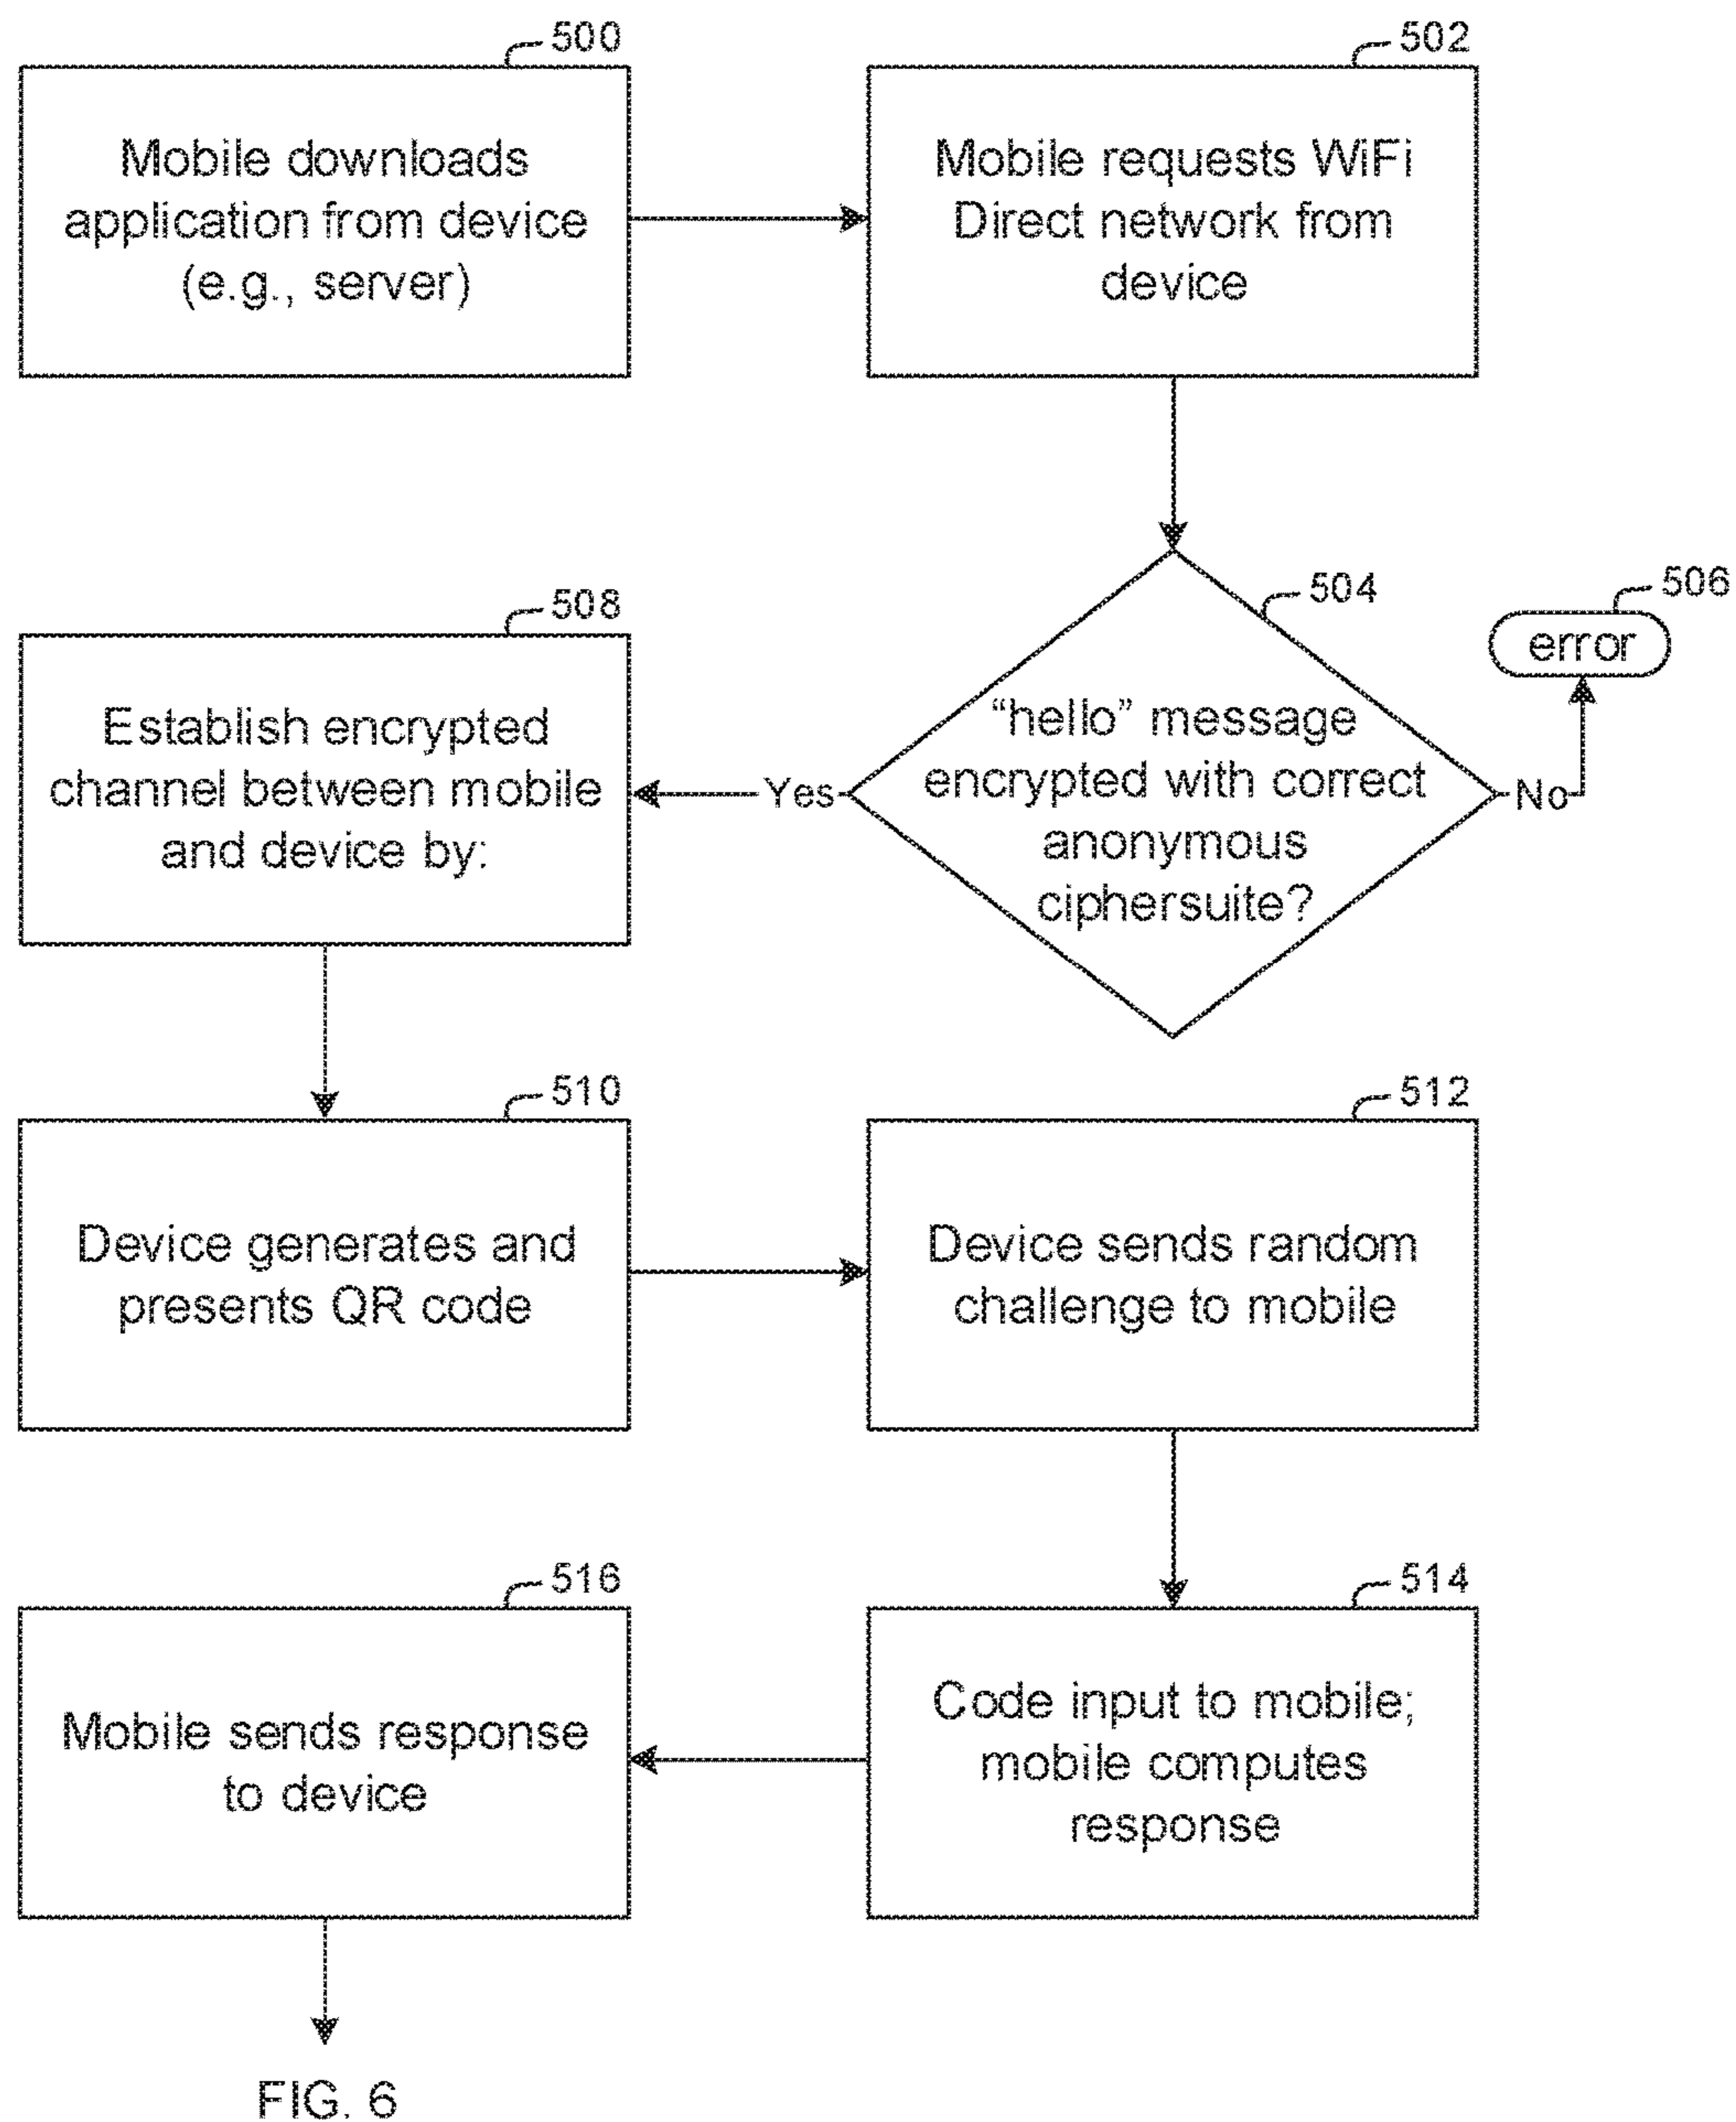 500
Mobile downloads
application from device
(e.g., server)
502
Mobile requests WiFi
Direct network from
device
504
“hello” message
encrypted with correct
anonymous
ciphersuite?
506
error
No
Yes
508
Establish encrypted
channel between mobile
and device by:
510
Device generates and
presents QR code
512
Device sends random
challenge to mobile
514
Code input to mobile;
mobile computes
response
516
Mobile sends response
to device
FIG. 6